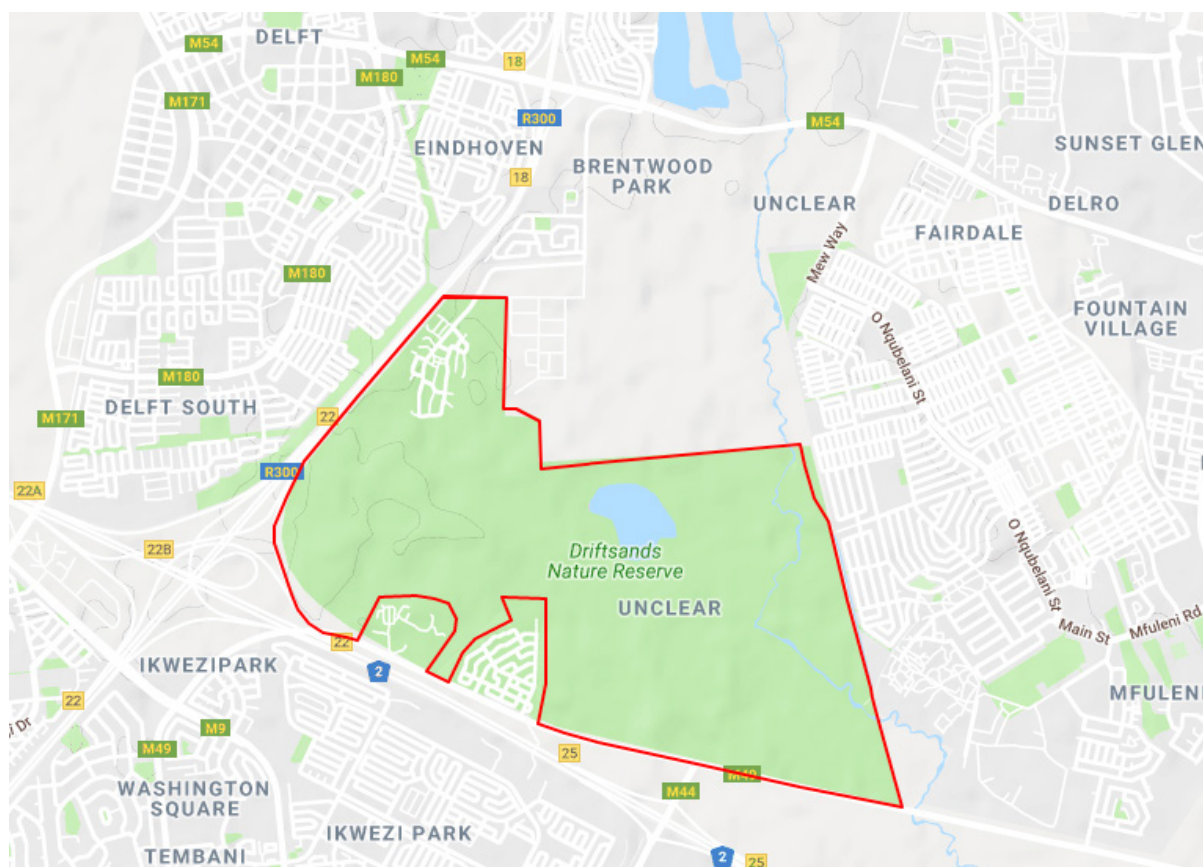 DELFT
M54
M54
18
M180
M171
R300
M54
EINDHOVEN
SUNSET GLEN
18
BRENTWOOD
PARK
UNCLEAR
DELRO
FAIRDALE
Mew Way
M180
FOUNTAIN
VILLAGE
O Nqubelani St
M180
DELFT SOUTH
22
M171
R300
22A
22B
Driftsands
Nature Reserve
O Nqubelani St
UNCLEAR
Main St
Mfuleni Rd
22
IKWEZIPARK
2
22
MFULENI
i Dr
M9
M49
25
M49
M44
WASHINGTON
SQUARE
IKWEZI PARK
TEMBANI
2
25